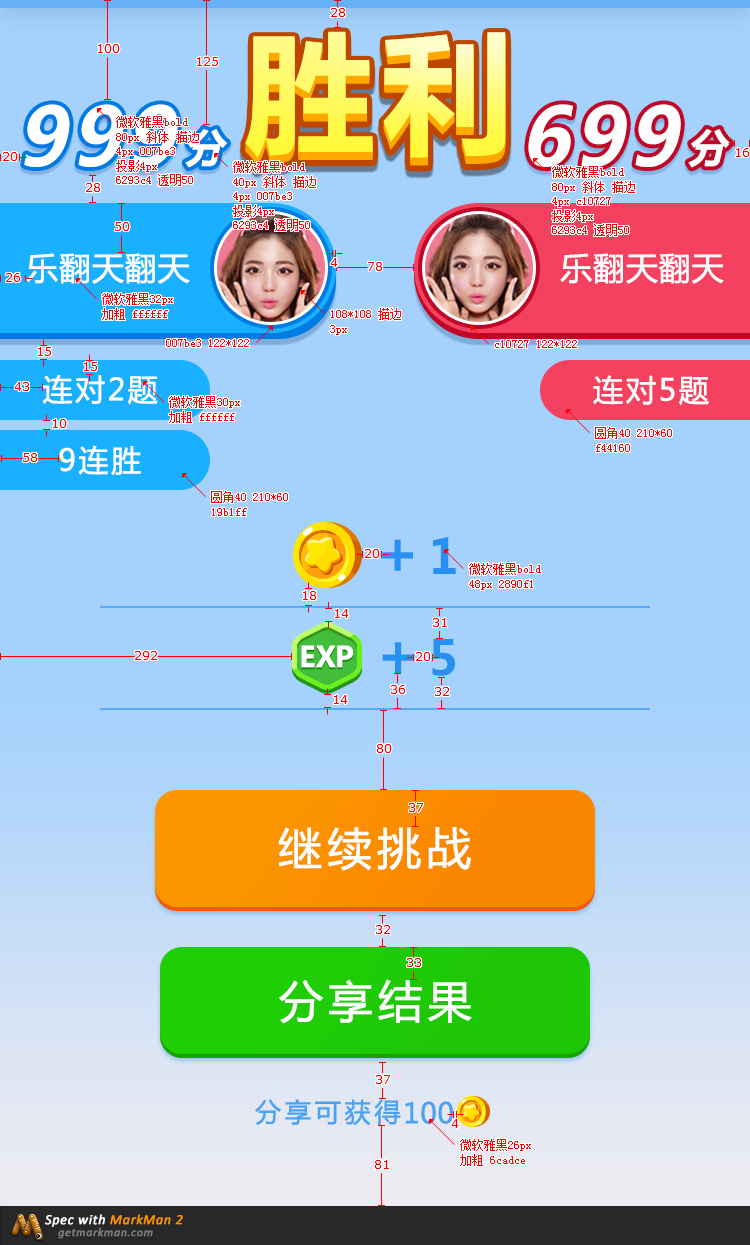 28
100
125
胜利
999分
699分
微软雅黑bold
80px 斜体 描边
4px 007be3
投影4px
6293c4 透明50
微软雅黑bold
40px 斜体 描边
4px 007be3
投影4px
6293c4 透明50
微软雅黑bold
80px 斜体 描边
4px c10727
投影4px
6293c4 透明50
20
16
28
50
26
乐翻天翻天
4
78
乐翻天翻天
微软雅黑32px
加粗 ffffff
108*108 描边
3px
007be3 122*122
c10727 122*122
15
15
43
连对2题
连对5题
微软雅黑30px
加粗 ffffff
10
圆角40 210*60
f44160
58
9连胜
圆角40 210*60
19b1ff
20
+ 1
微软雅黑bold
48px 2890f1
18
14
31
292
EXP
+ 5
20
36
32
14
80
37
继续挑战
32
33
分享结果
37
分享可获得100
4
微软雅黑26px
加粗 6cadce
81
Spec with MarkMan 2
getmarkman.com